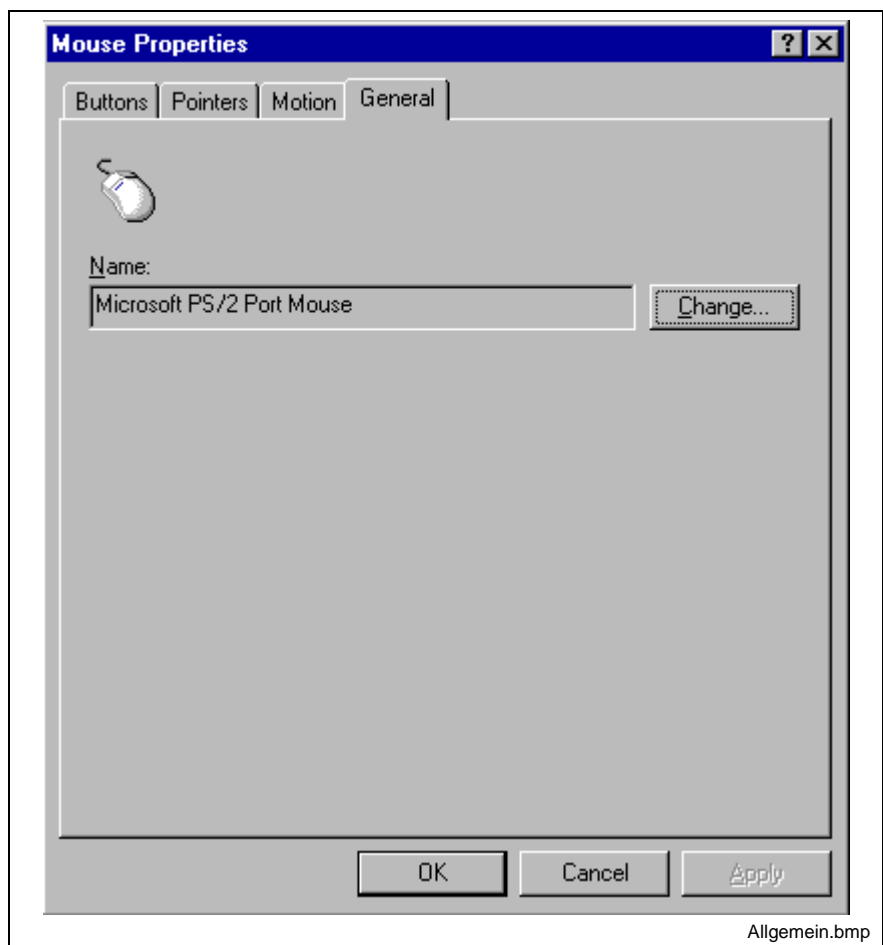 Mouse Properties
Buttons Pointers Motion General
Name:
Microsoft PS/2 Port Mouse Change...
OK Cancel Apply
Allgemein.bmp